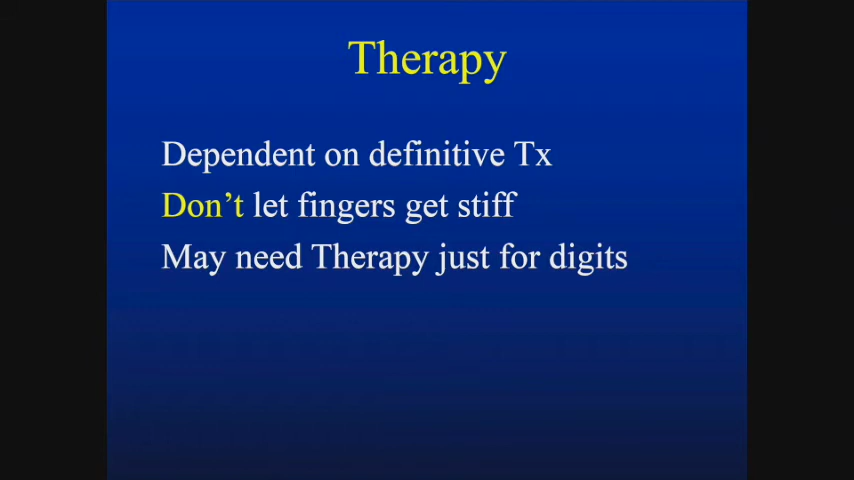 Therapy
Dependent on definitive Tx
Don’t let fingers get stiff
May need Therapy just for digits